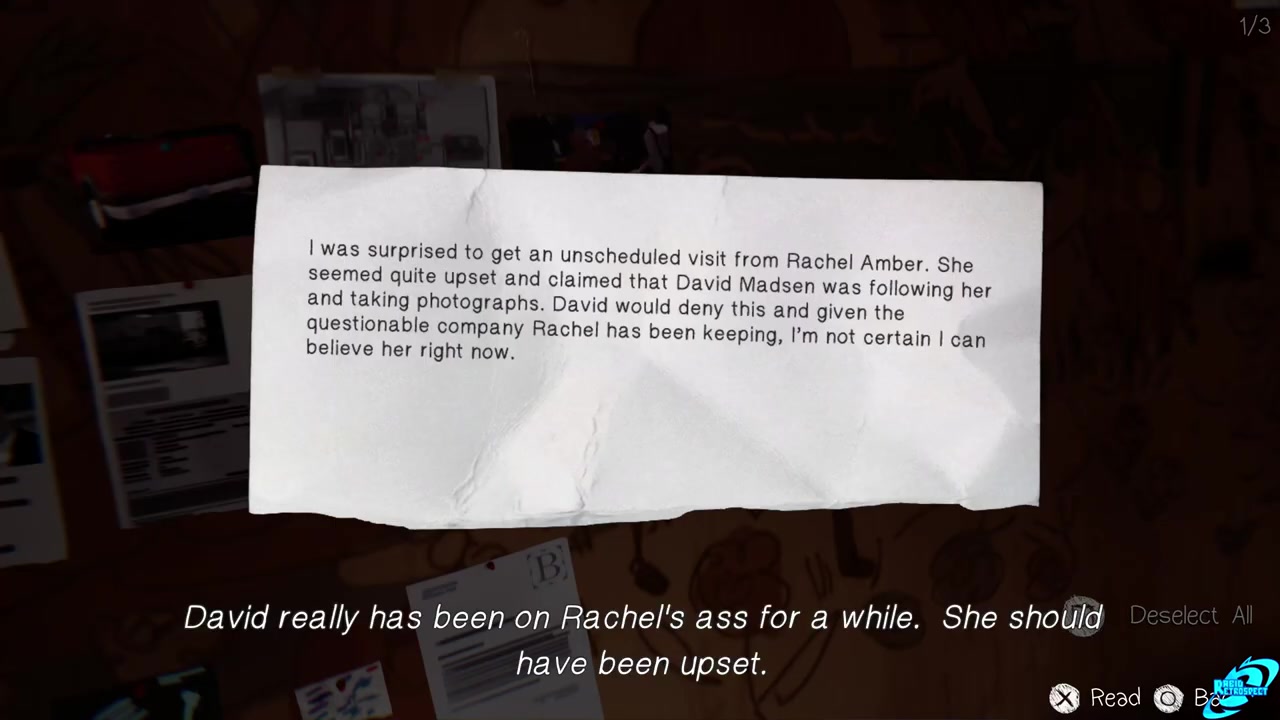 1/3
I was surprised to get an unscheduled visit from Rachel Amber. She
seemed quite upset and claimed that David Madsen was following her
and taking photographs. David would deny this and given the
questionable company Rachel has been keeping, I'm not certain I can
believe her right now.
B
David really has been on Rachel's ass for a while. She should
have been upset.
Deselect All
Read
RETROSPECT